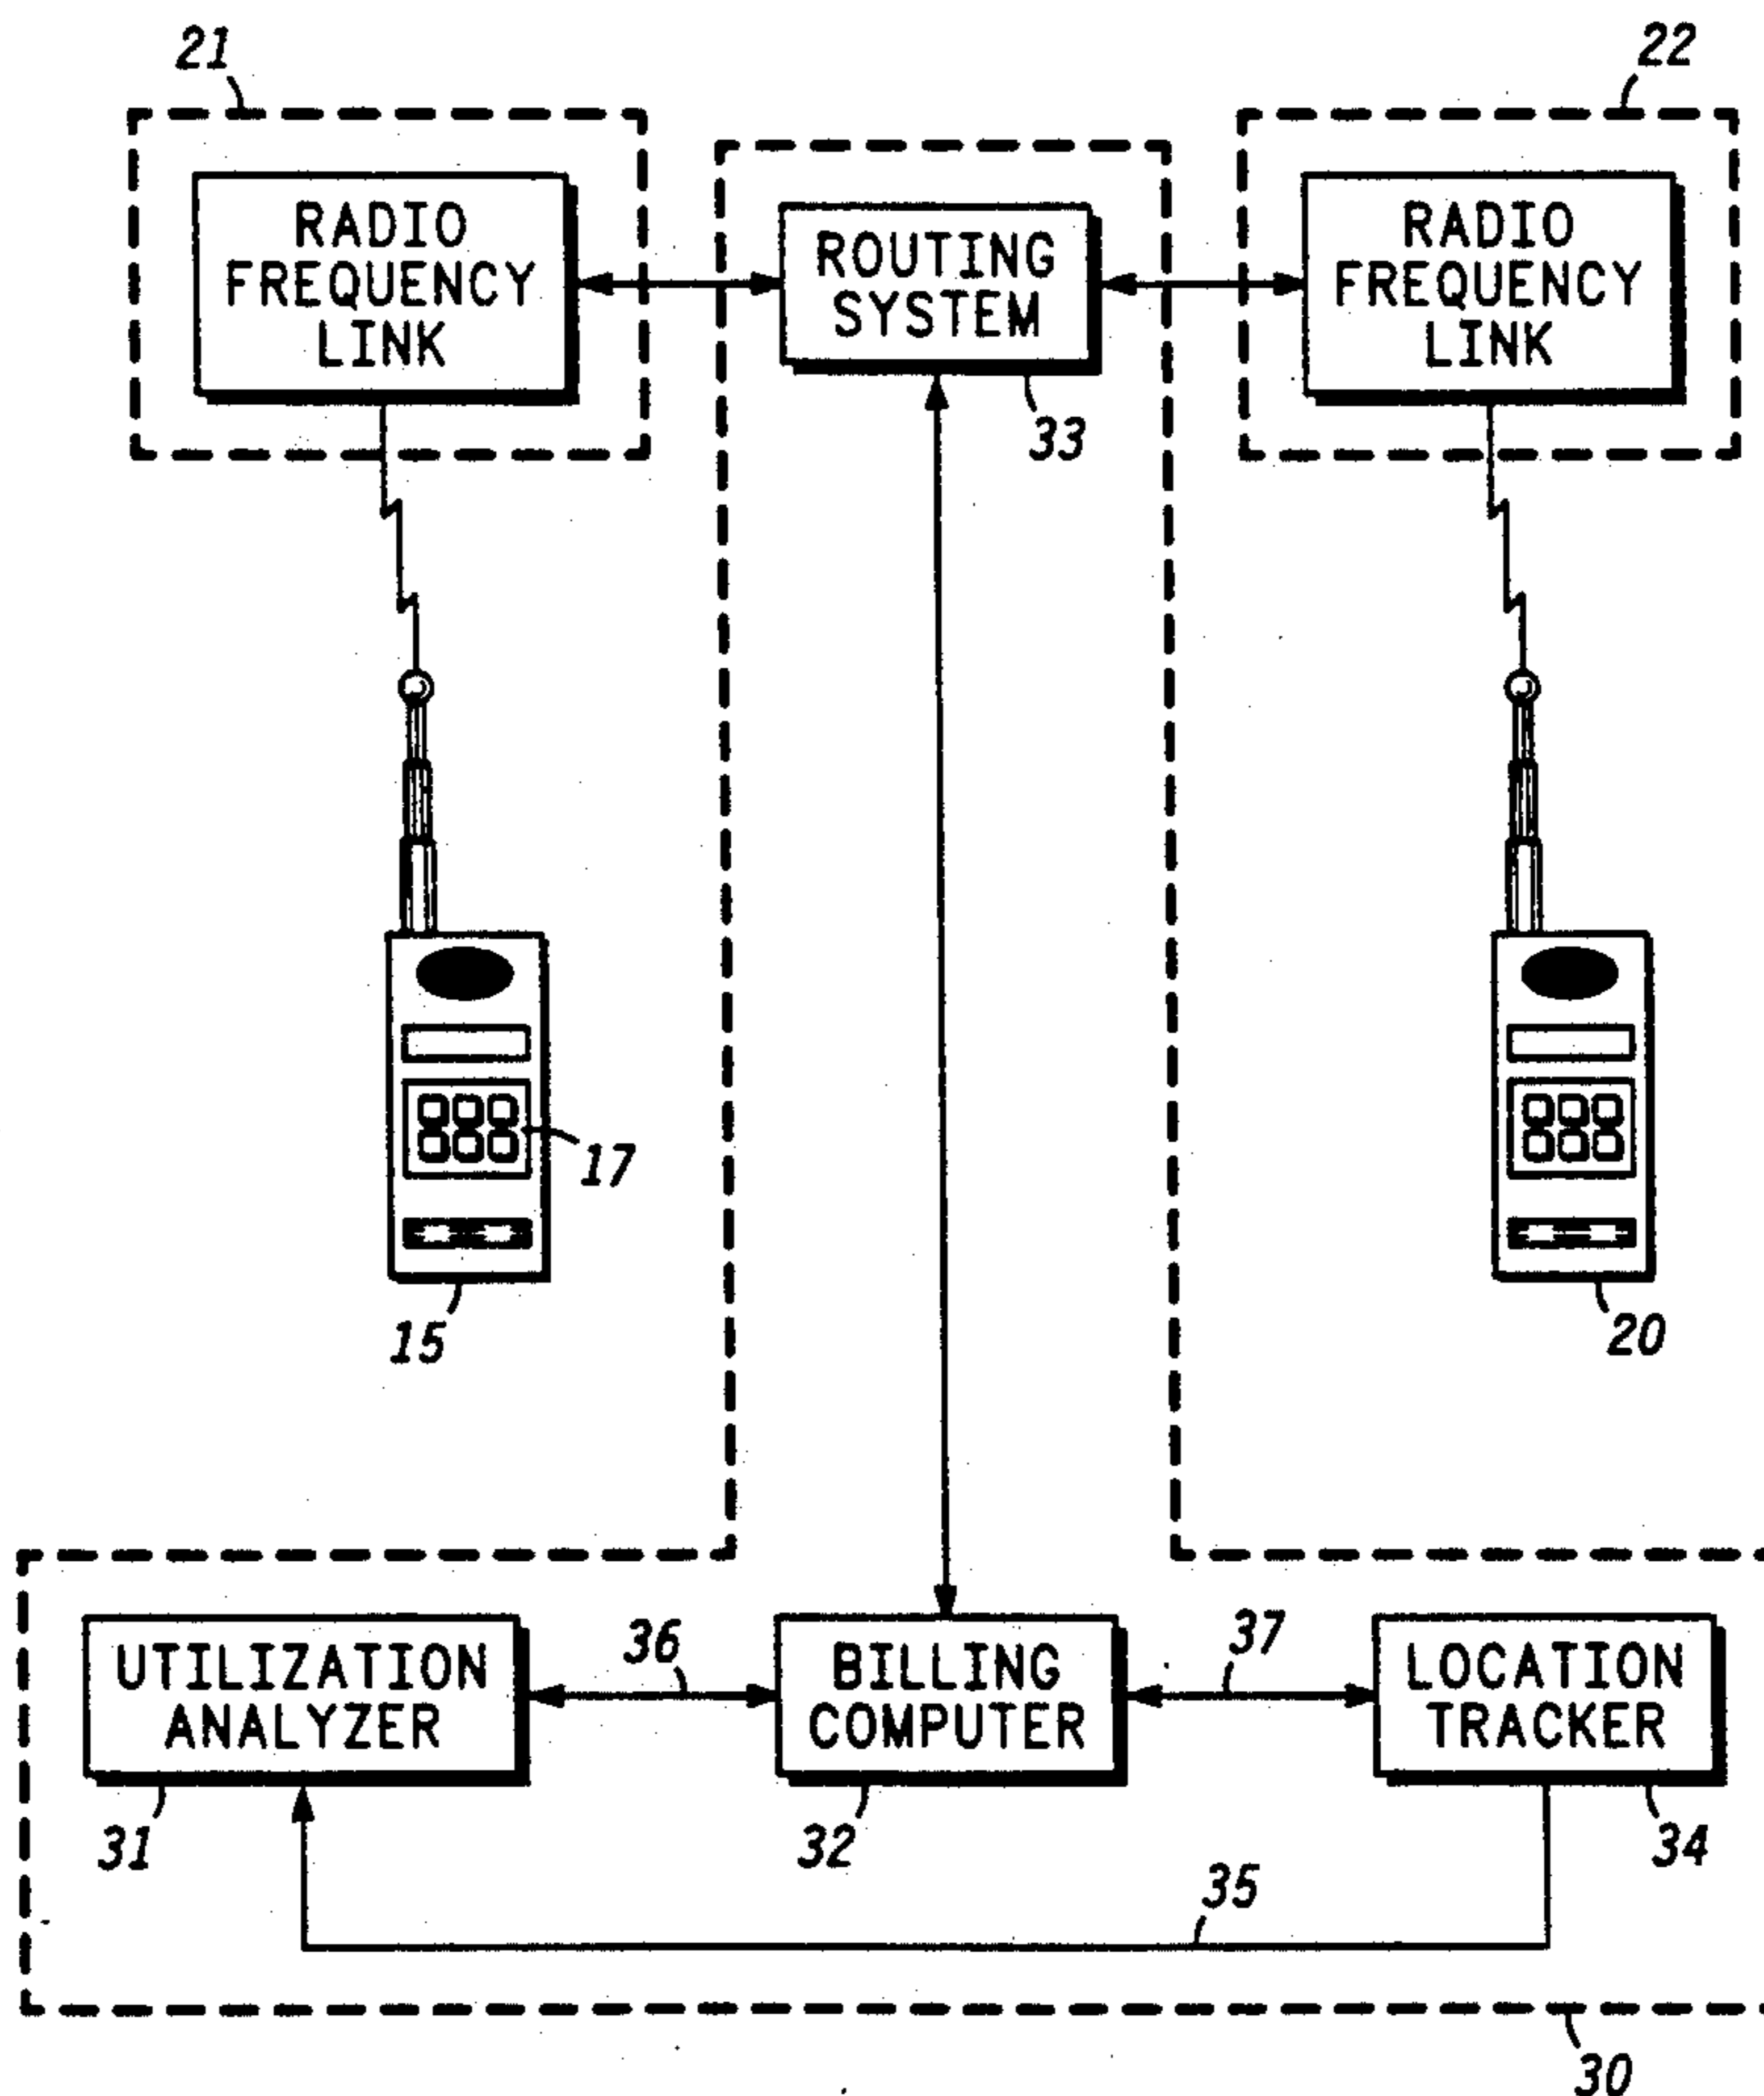 21
22
RADIO
FREQUENCY
LINK
ROUTING
SYSTEM
RADIO
FREQUENCY
LINK
33
17
15
20
UTILIZATION
ANALYZER
36
BILLING
COMPUTER
37
LOCATION
TRACKER
31
32
34
35
30